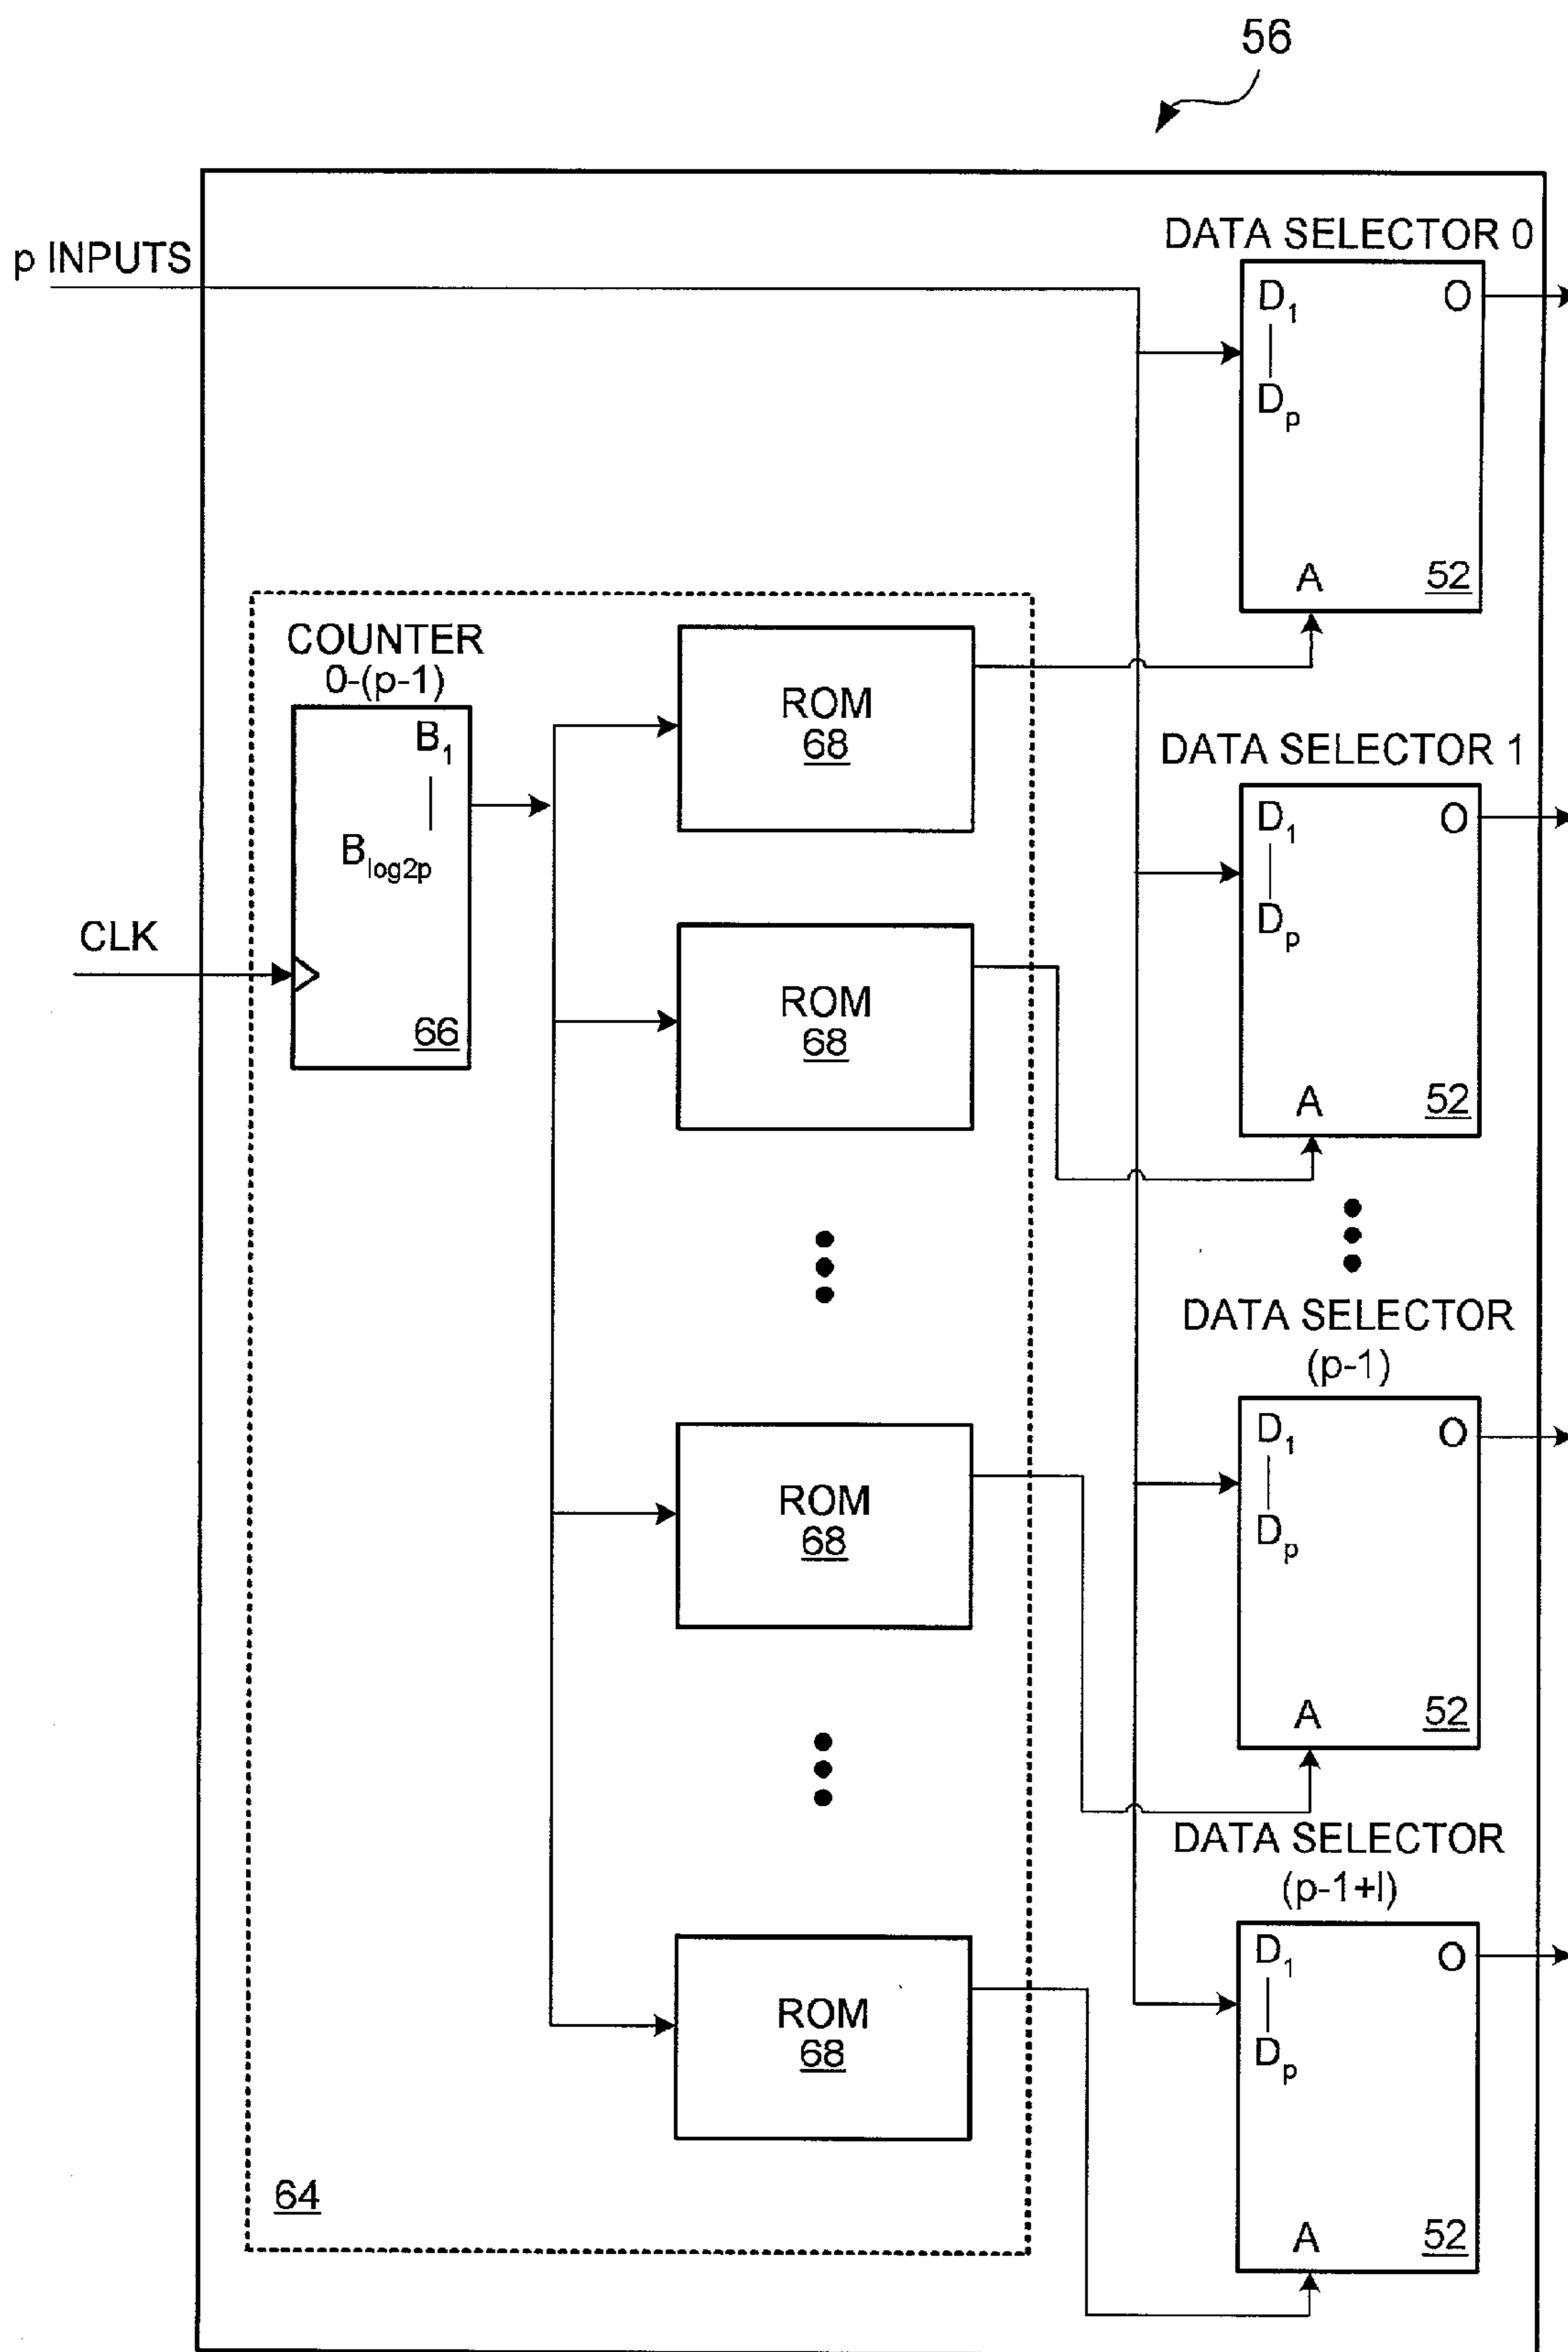 56
p INPUTS
DATA SELECTOR 0
D1
Dp
O
A
52
COUNTER
0-(p-1)
B1
Blog2p
66
CLK
ROM
68
DATA SELECTOR 1
D1
Dp
O
A
52
ROM
68
DATA SELECTOR
(p-1)
D1
Dp
O
A
52
ROM
68
DATA SELECTOR
(p-1+l)
D1
Dp
O
A
52
ROM
68
64